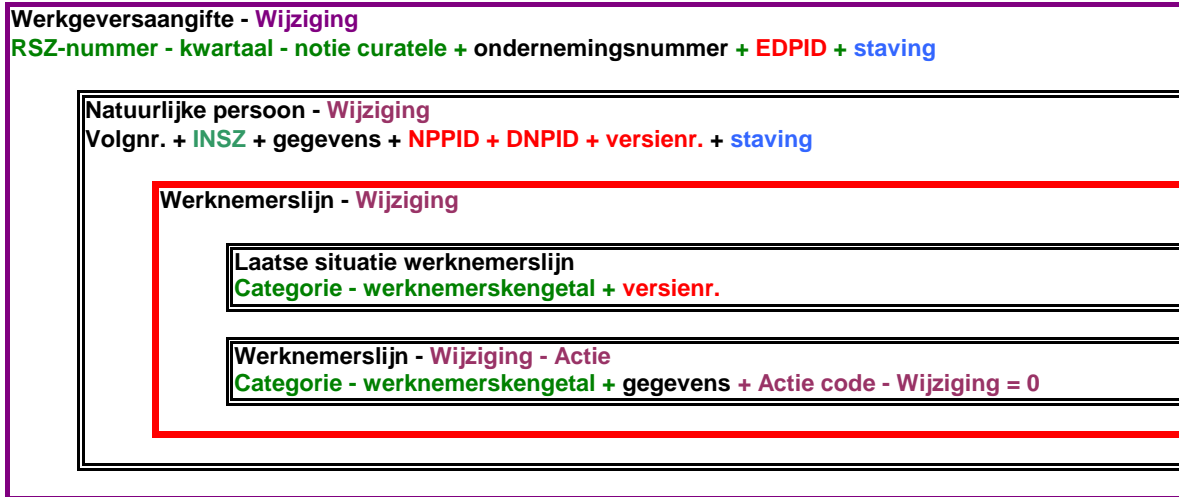 Werkgeversaangifte - Wijziging
RSZ-nummer - kwartaal - notie curatele + ondernemingsnummer + EDPID + staving
Natuurlijke persoon - Wijziging
Volgnr. + INSZ + gegevens + NPPID + DNPID + versienr. + staving
Werknemerslijn - Wijziging
Laatse situatie werknemerslijn
Categorie - werknemerskengetal + versienr.
Werknemerslijn - Wijziging - Actie
Categorie - werknemerskengetal + gegevens + Actie code - Wijziging = 0